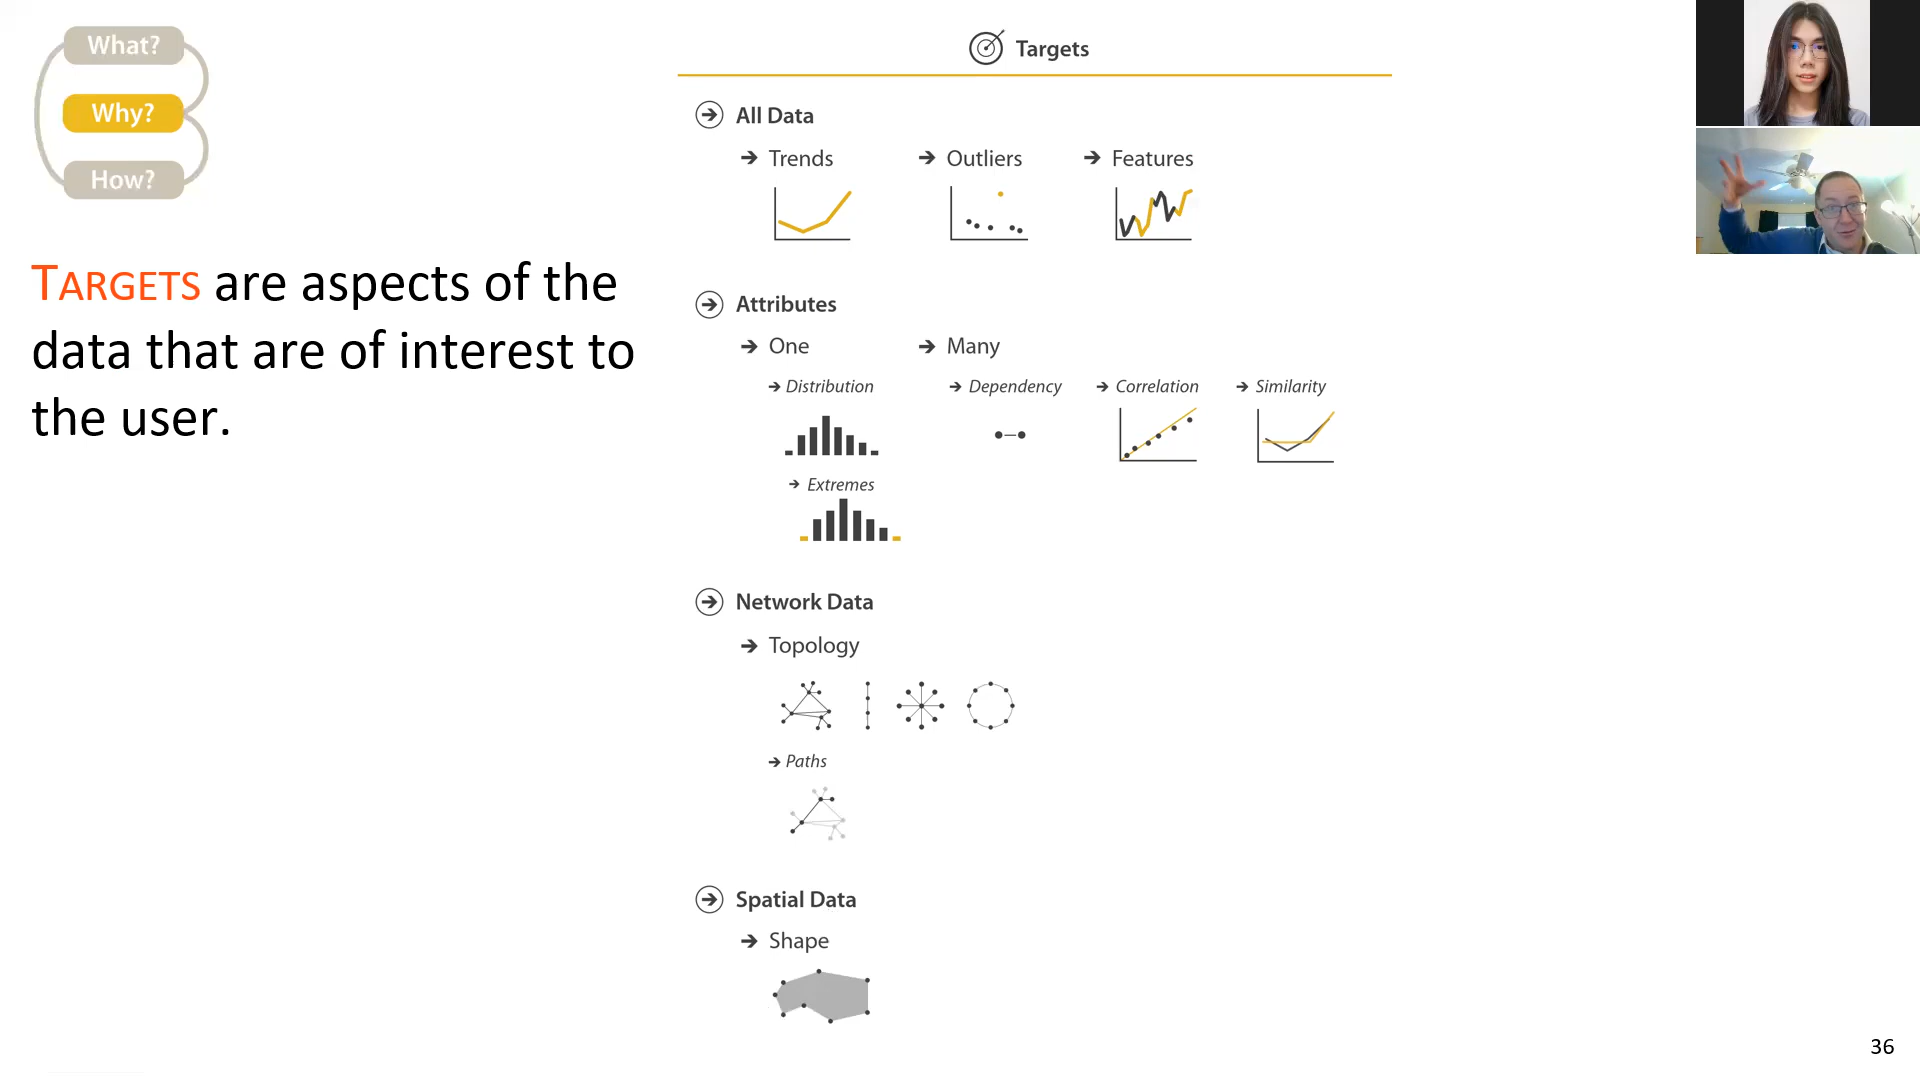 What?
Why?
How?
TARGETS are aspects of the
data that are of interest to
the user.
Targets
All Data
Trends
Outliers
Features
Attributes
One
Many
Distribution
Dependency
Correlation
Similarity
Extremes
Network Data
Topology
Paths
Spatial Data
Shape
36